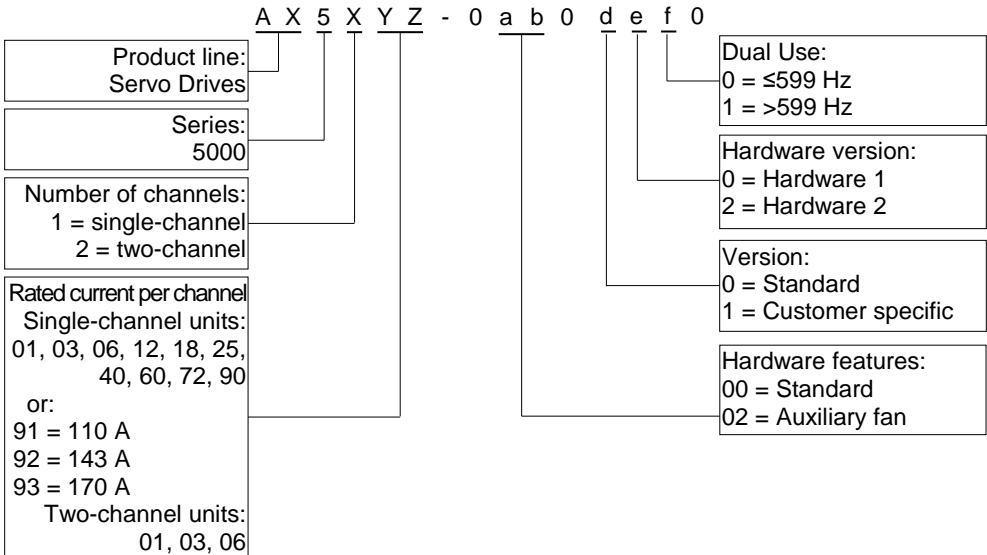 A X 5 X Y Z - 0 a b 0 d e f 0
Product line:
Servo Drives
Series:
5000
Number of channels:
1 = single-channel
2 = two-channel
Rated current per channel
Single-channel units:
01, 03, 06, 12, 18, 25,
40, 60, 72, 90
or:
91 = 110 A
92 = 143 A
93 = 170 A
Two-channel units:
01, 03, 06
Dual Use:
0 = ≤599 Hz
1 = >599 Hz
Hardware version:
0 = Hardware 1
2 = Hardware 2
Version:
0 = Standard
1 = Customer specific
Hardware features:
00 = Standard
02 = Auxiliary fan